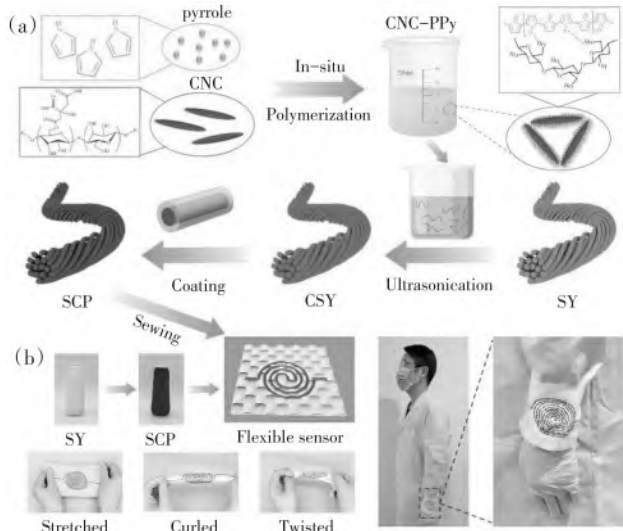 (a)
pyrrole
CNC
In-situ
Polymerization
CNC-PPy
SCP
Coating
CSY
Ultrasonication
SY
Sewing
(b)
SY
SCP
Flexible sensor
Stretched
Curled
Twisted